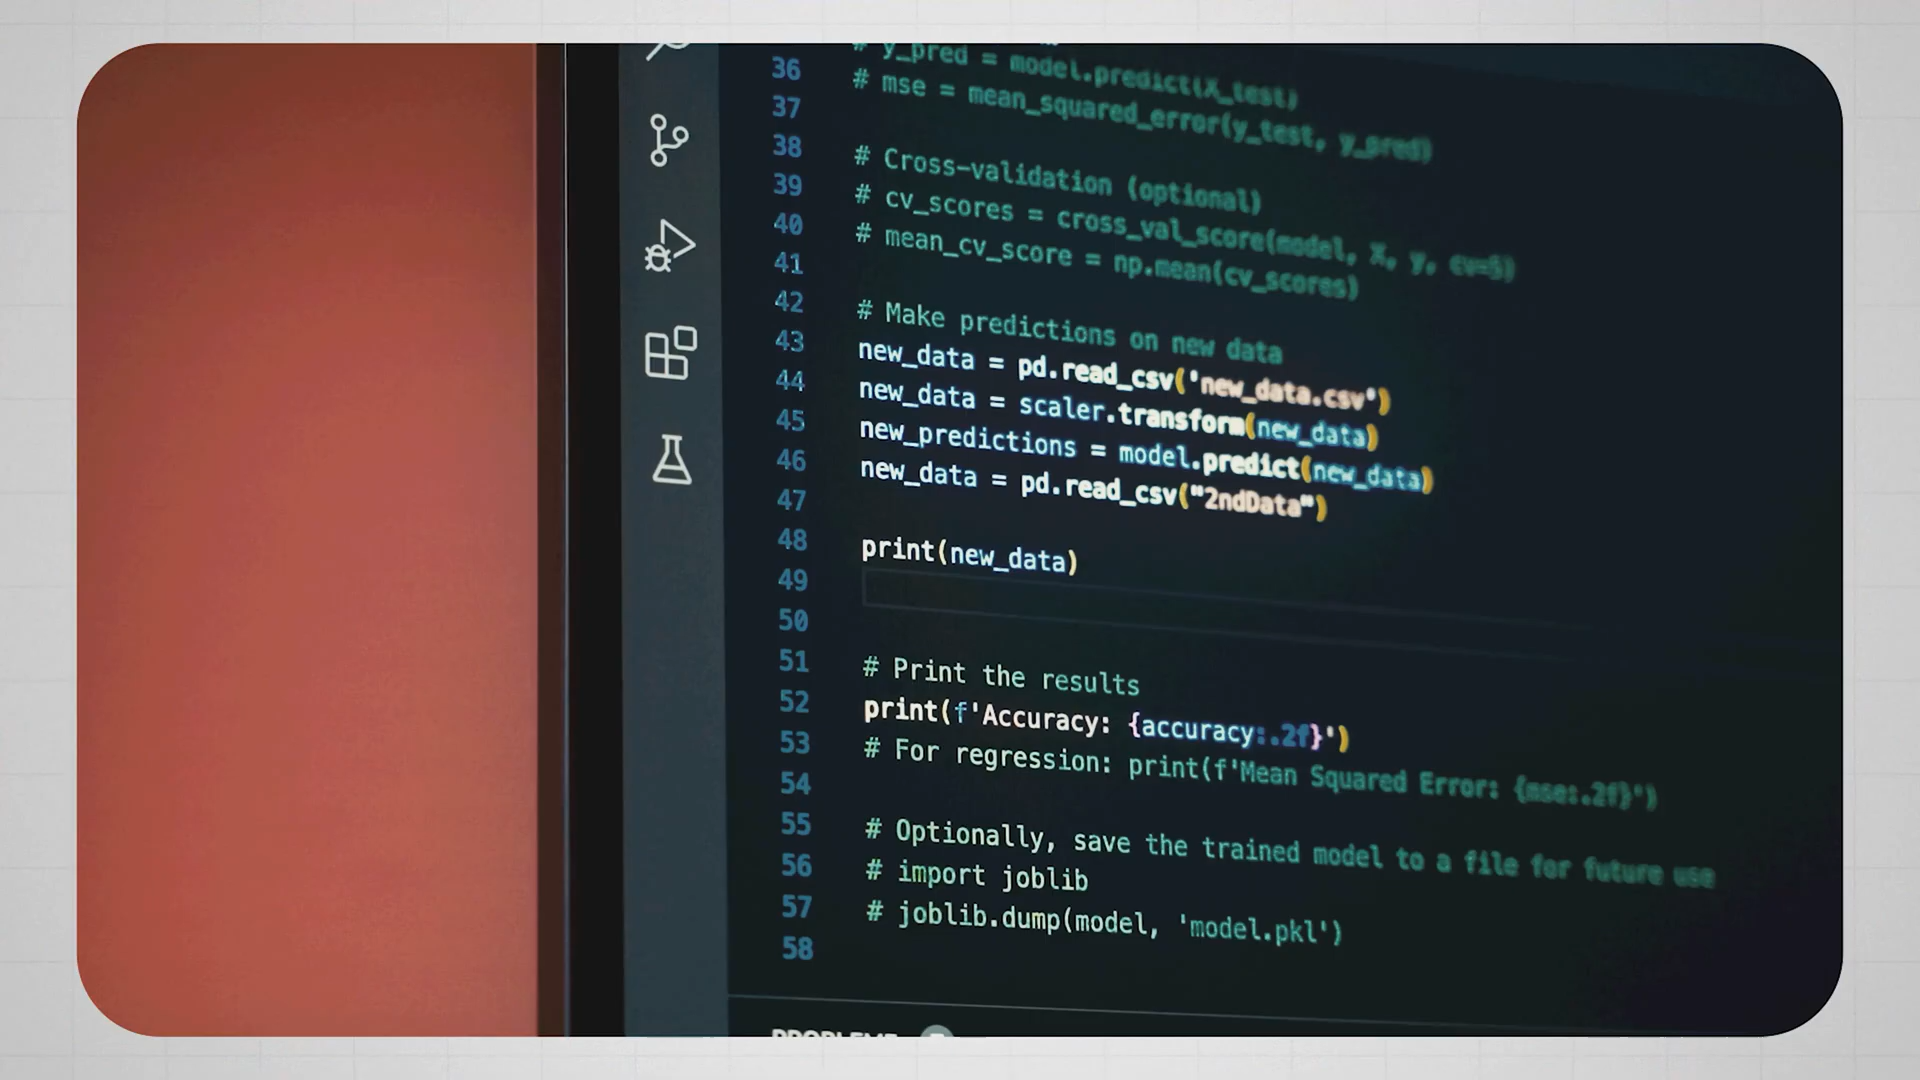 # y_pred = model.predict(X_test)
36 # mse = mean_squared_error(y_test, y_pred)
37
38 # Cross-validation (optional)
39 # cv_scores = cross_val_score(model, X, y, cv=5)
40 # mean_cv_score = np.mean(cv_scores)
41
42 # Make predictions on new data
43 new_data = pd.read_csv('new_data.csv')
44 new_data = scaler.transform(new_data)
45 new_predictions = model.predict(new_data)
46 new_data = pd.read_csv("2ndData")
47
48 print(new_data)
49
50
51 # Print the results
52 print(f'Accuracy: {accuracy:.2f}')
53 # For regression: print(f'Mean Squared Error: {mse:.2f}')
54
55 # Optionally, save the trained model to a file for future use
56 # import joblib
57 # joblib.dump(model, 'model.pkl')
58
PROBLEMS